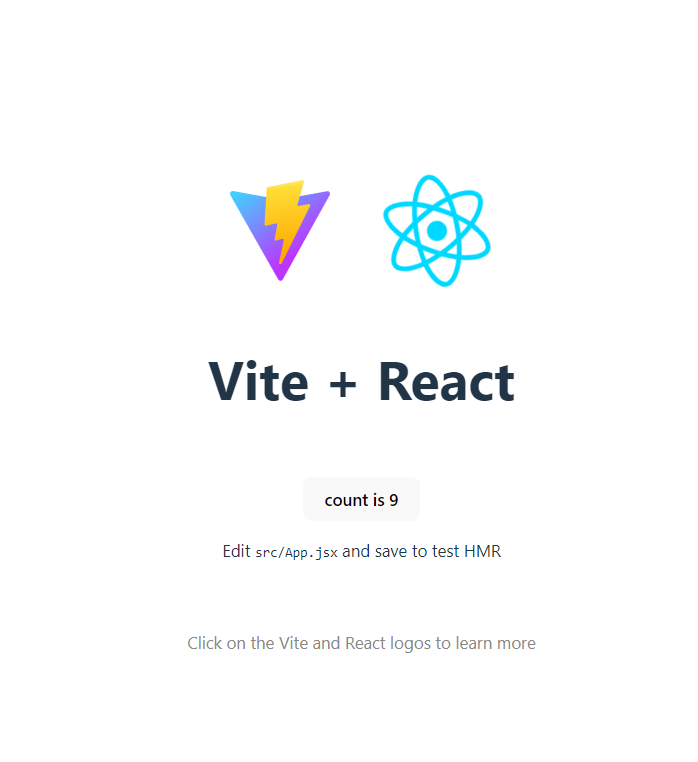 Vite + React
count is 9
Edit src/App.jsx and save to test HMR
Click on the Vite and React logos to learn more